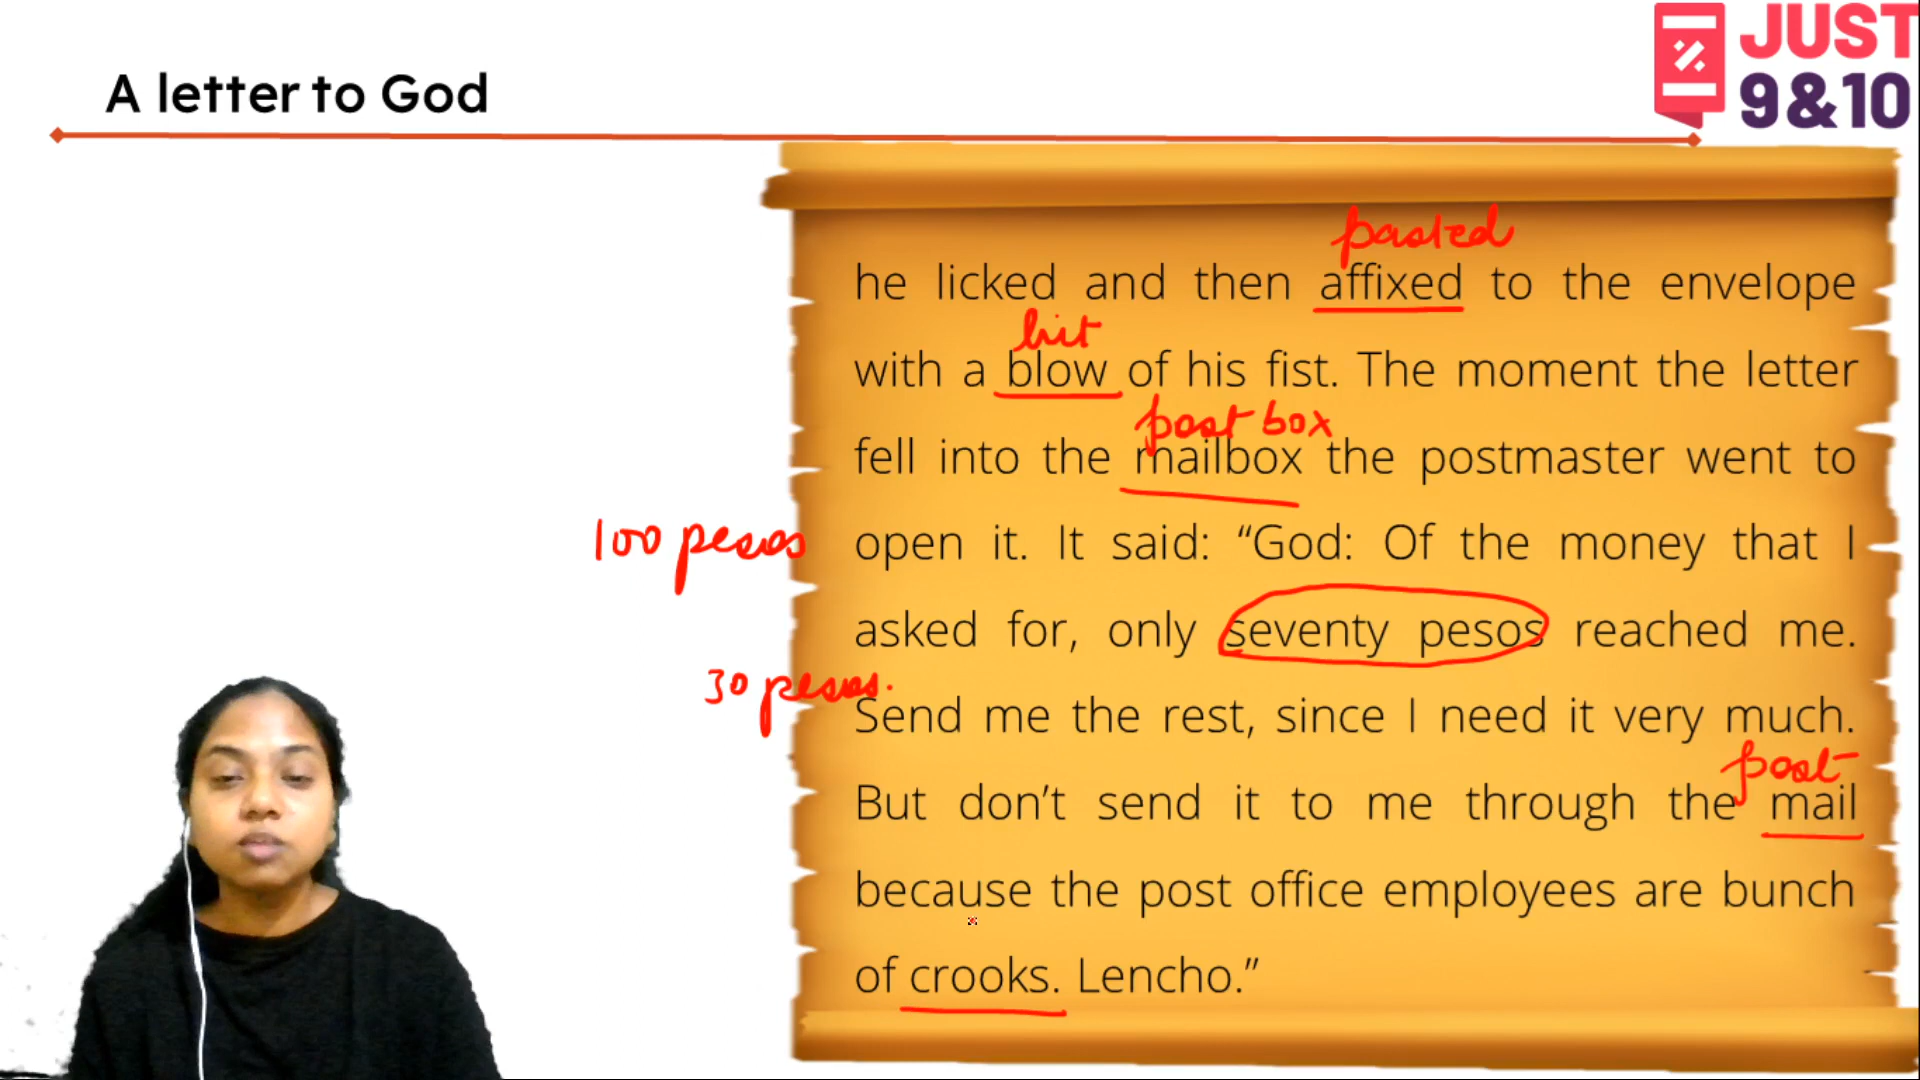 A letter to God
JUST
9&10
pasted
he licked and then affixed to the envelope
hit
with a blow of his fist. The moment the letter
post box
fell into the mailbox the postmaster went to
100 pesos
open it. It said: “God: Of the money that I
asked for, only seventy pesos reached me.
30 pesos.
Send me the rest, since I need it very much.
post
But don’t send it to me through the mail
because the post office employees are bunch
of crooks. Lencho.”